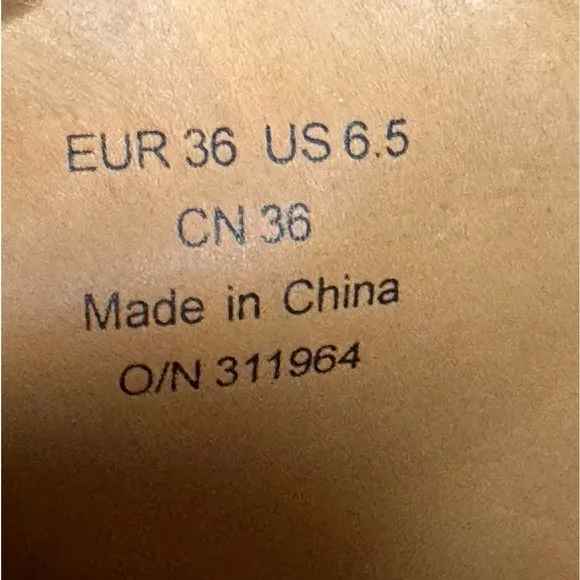 EUR 36 US 6.5
CN 36
Made in China
O/N 311964